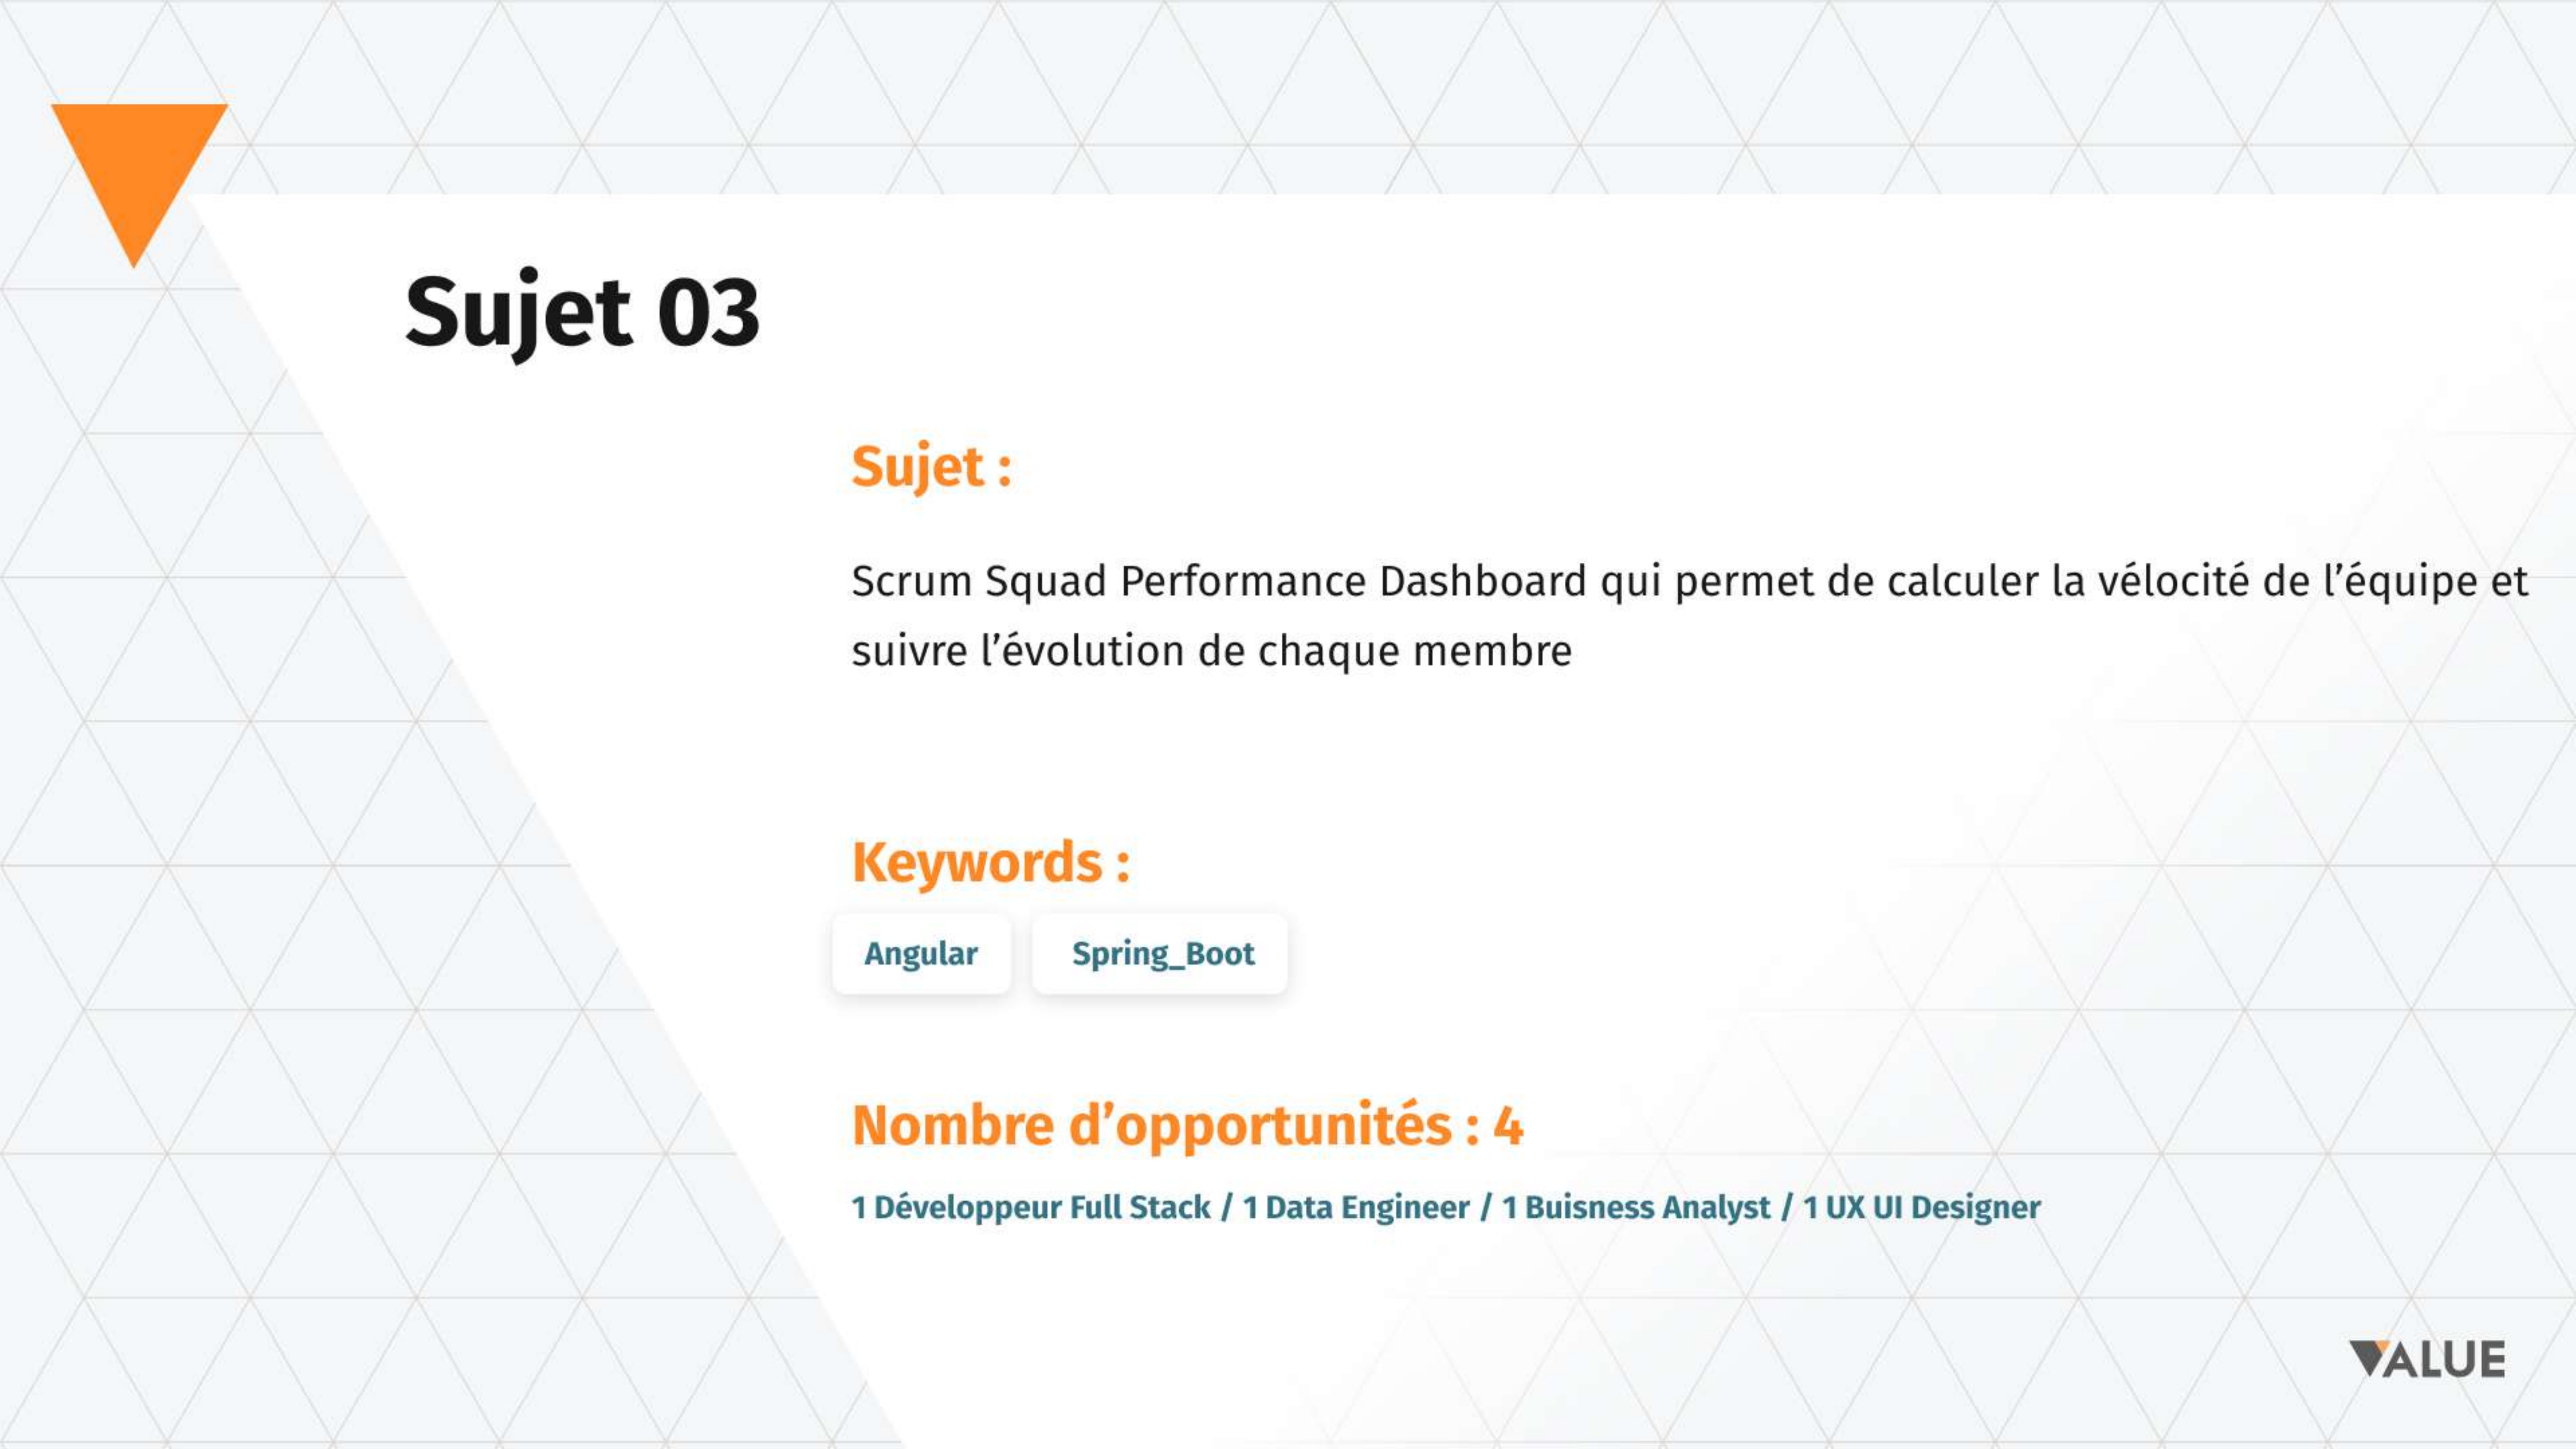 Sujet 03
Sujet :
Scrum Squad Performance Dashboard qui permet de calculer la vélocité de l’équipe et
suivre l’évolution de chaque membre
Keywords :
Angular Spring_Boot
Nombre d’opportunités : 4
1 Développeur Full Stack / 1 Data Engineer / 1 Buisness Analyst / 1 UX UI Designer
VALUE